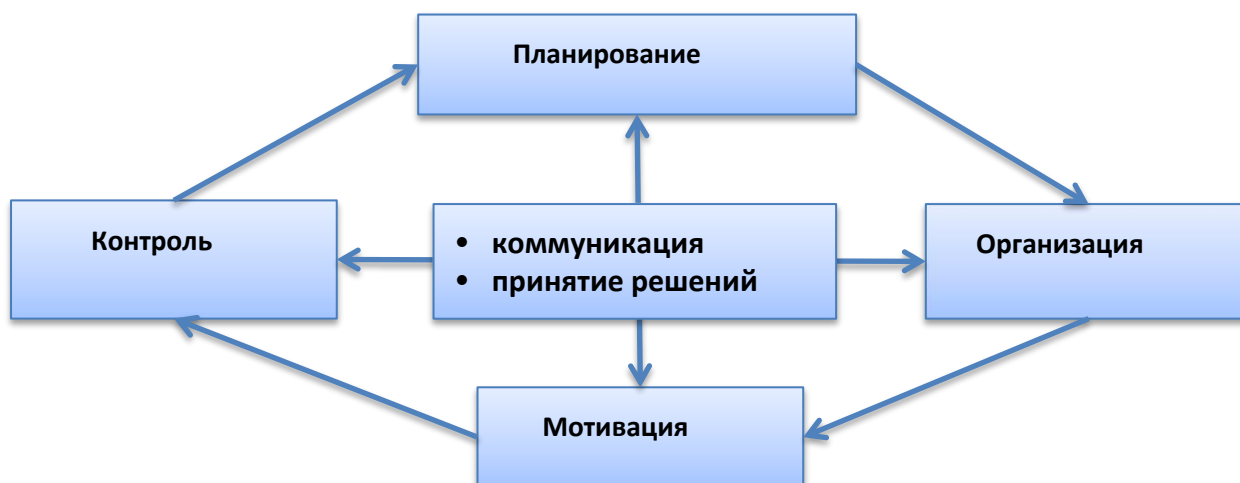 Планирование
Контроль
• коммуникация
• принятие решений
Организация
Мотивация